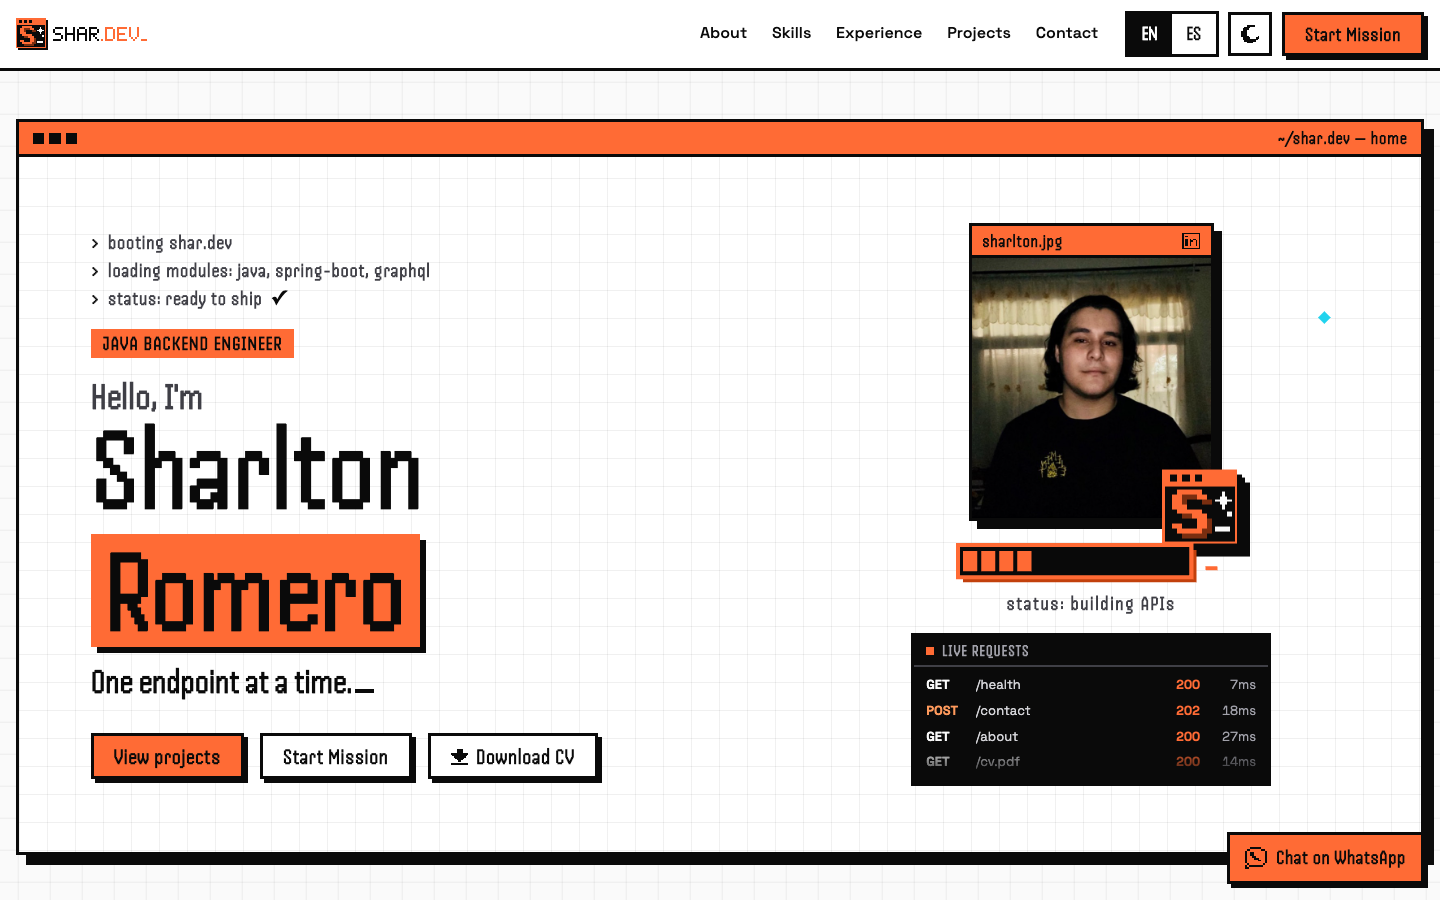 SHAR.DEV_
About Skills Experience Projects Contact EN ES Start Mission
~/shar.dev — home
> booting shar.dev
> loading modules: java, spring-boot, graphql
> status: ready to ship ✔
JAVA BACKEND ENGINEER
Hello, I'm
Sharlton
Romero
One endpoint at a time._
View projects Start Mission Download CV
sharlton.jpg in
S
status: building APIs
LIVE REQUESTS
GET /health 200 7ms
POST /contact 202 18ms
GET /about 200 27ms
GET /cv.pdf 200 14ms
Chat on WhatsApp